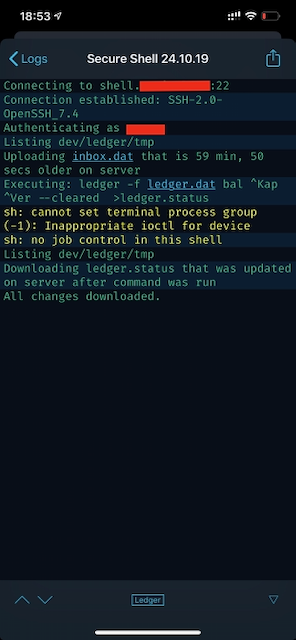 18:53
Logs
Secure Shell 24.10.19
Connecting to shell. :22
Connection established: SSH-2.0-
OpenSSH_7.4
Authenticating as
Listing dev/ledger/tmp
Uploading inbox.dat that is 59 min, 50
secs older on server
Executing: ledger -f ledger.dat bal ^Kap
^Ver --cleared  >ledger.status
sh: cannot set terminal process group
(-1): Inappropriate ioctl for device
sh: no job control in this shell
Listing dev/ledger/tmp
Downloading ledger.status that was updated
on server after command was run
All changes downloaded.
Ledger